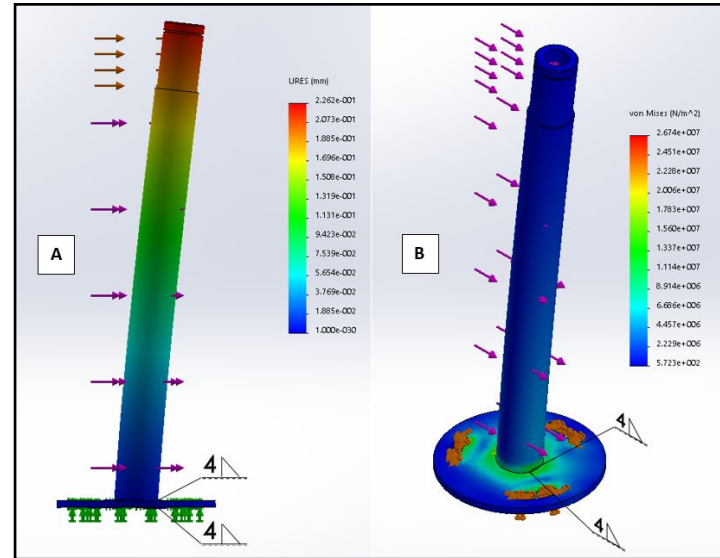 URES (mm)
2.262e-001
2.073e-001
1.885e-001
1.696e-001
1.508e-001
1.319e-001
1.131e-001
9.423e-002
7.539e-002
5.654e-002
3.769e-002
1.885e-002
1.000e-030
A
4
4
von Mises (N/m^2)
2.674e+007
2.451e+007
2.228e+007
2.006e+007
1.783e+007
1.560e+007
1.337e+007
1.114e+007
8.914e+006
6.686e+006
4.457e+006
2.229e+006
5.723e+002
B
4
4